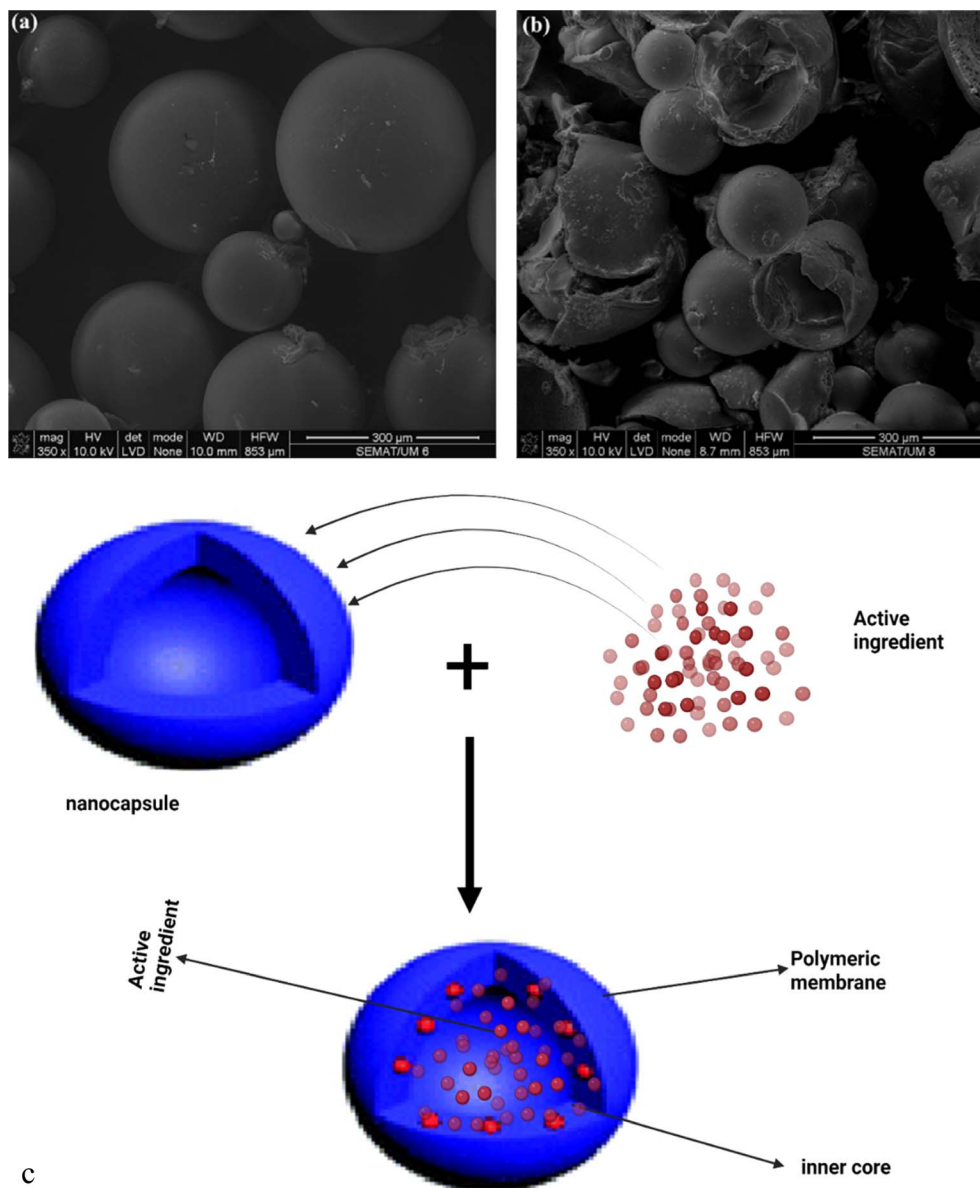 (a)
mag HV det mode WD HFW 300 µm
350 x 10.0 kV LVD None 10.0 mm 853 µm SEMAT/UM 6
(b)
mag HV det mode WD HFW 300 µm
350 x 10.0 kV LVD None 8.7 mm 853 µm SEMAT/UM 8
Active
ingredient
nanocapsule
Active
ingredient
Polymeric
membrane
inner core
c